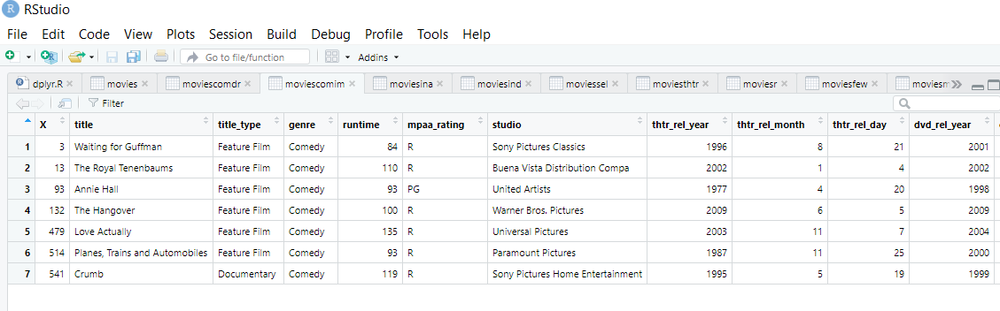 R RStudio
File Edit Code View Plots Session Build Debug Profile Tools Help
Go to file/function Addins
dplyr.R movies moviescomdr moviescomim moviesina moviesind moviessel moviesthtr moviesr moviesfew moviesm
Filter
X title title_type genre runtime mpaa_rating studio thtr_rel_year thtr_rel_month thtr_rel_day dvd_rel_year
1 3 Waiting for Guffman Feature Film Comedy 84 R Sony Pictures Classics 1996 8 21 2001
2 13 The Royal Tenenbaums Feature Film Comedy 110 R Buena Vista Distribution Compa 2002 1 4 2002
3 93 Annie Hall Feature Film Comedy 93 PG United Artists 1977 4 20 1998
4 132 The Hangover Feature Film Comedy 100 R Warner Bros. Pictures 2009 6 5 2009
5 479 Love Actually Feature Film Comedy 135 R Universal Pictures 2003 11 7 2004
6 514 Planes, Trains and Automobiles Feature Film Comedy 93 R Paramount Pictures 1987 11 25 2000
7 541 Crumb Documentary Comedy 119 R Sony Pictures Home Entertainment 1995 5 19 1999